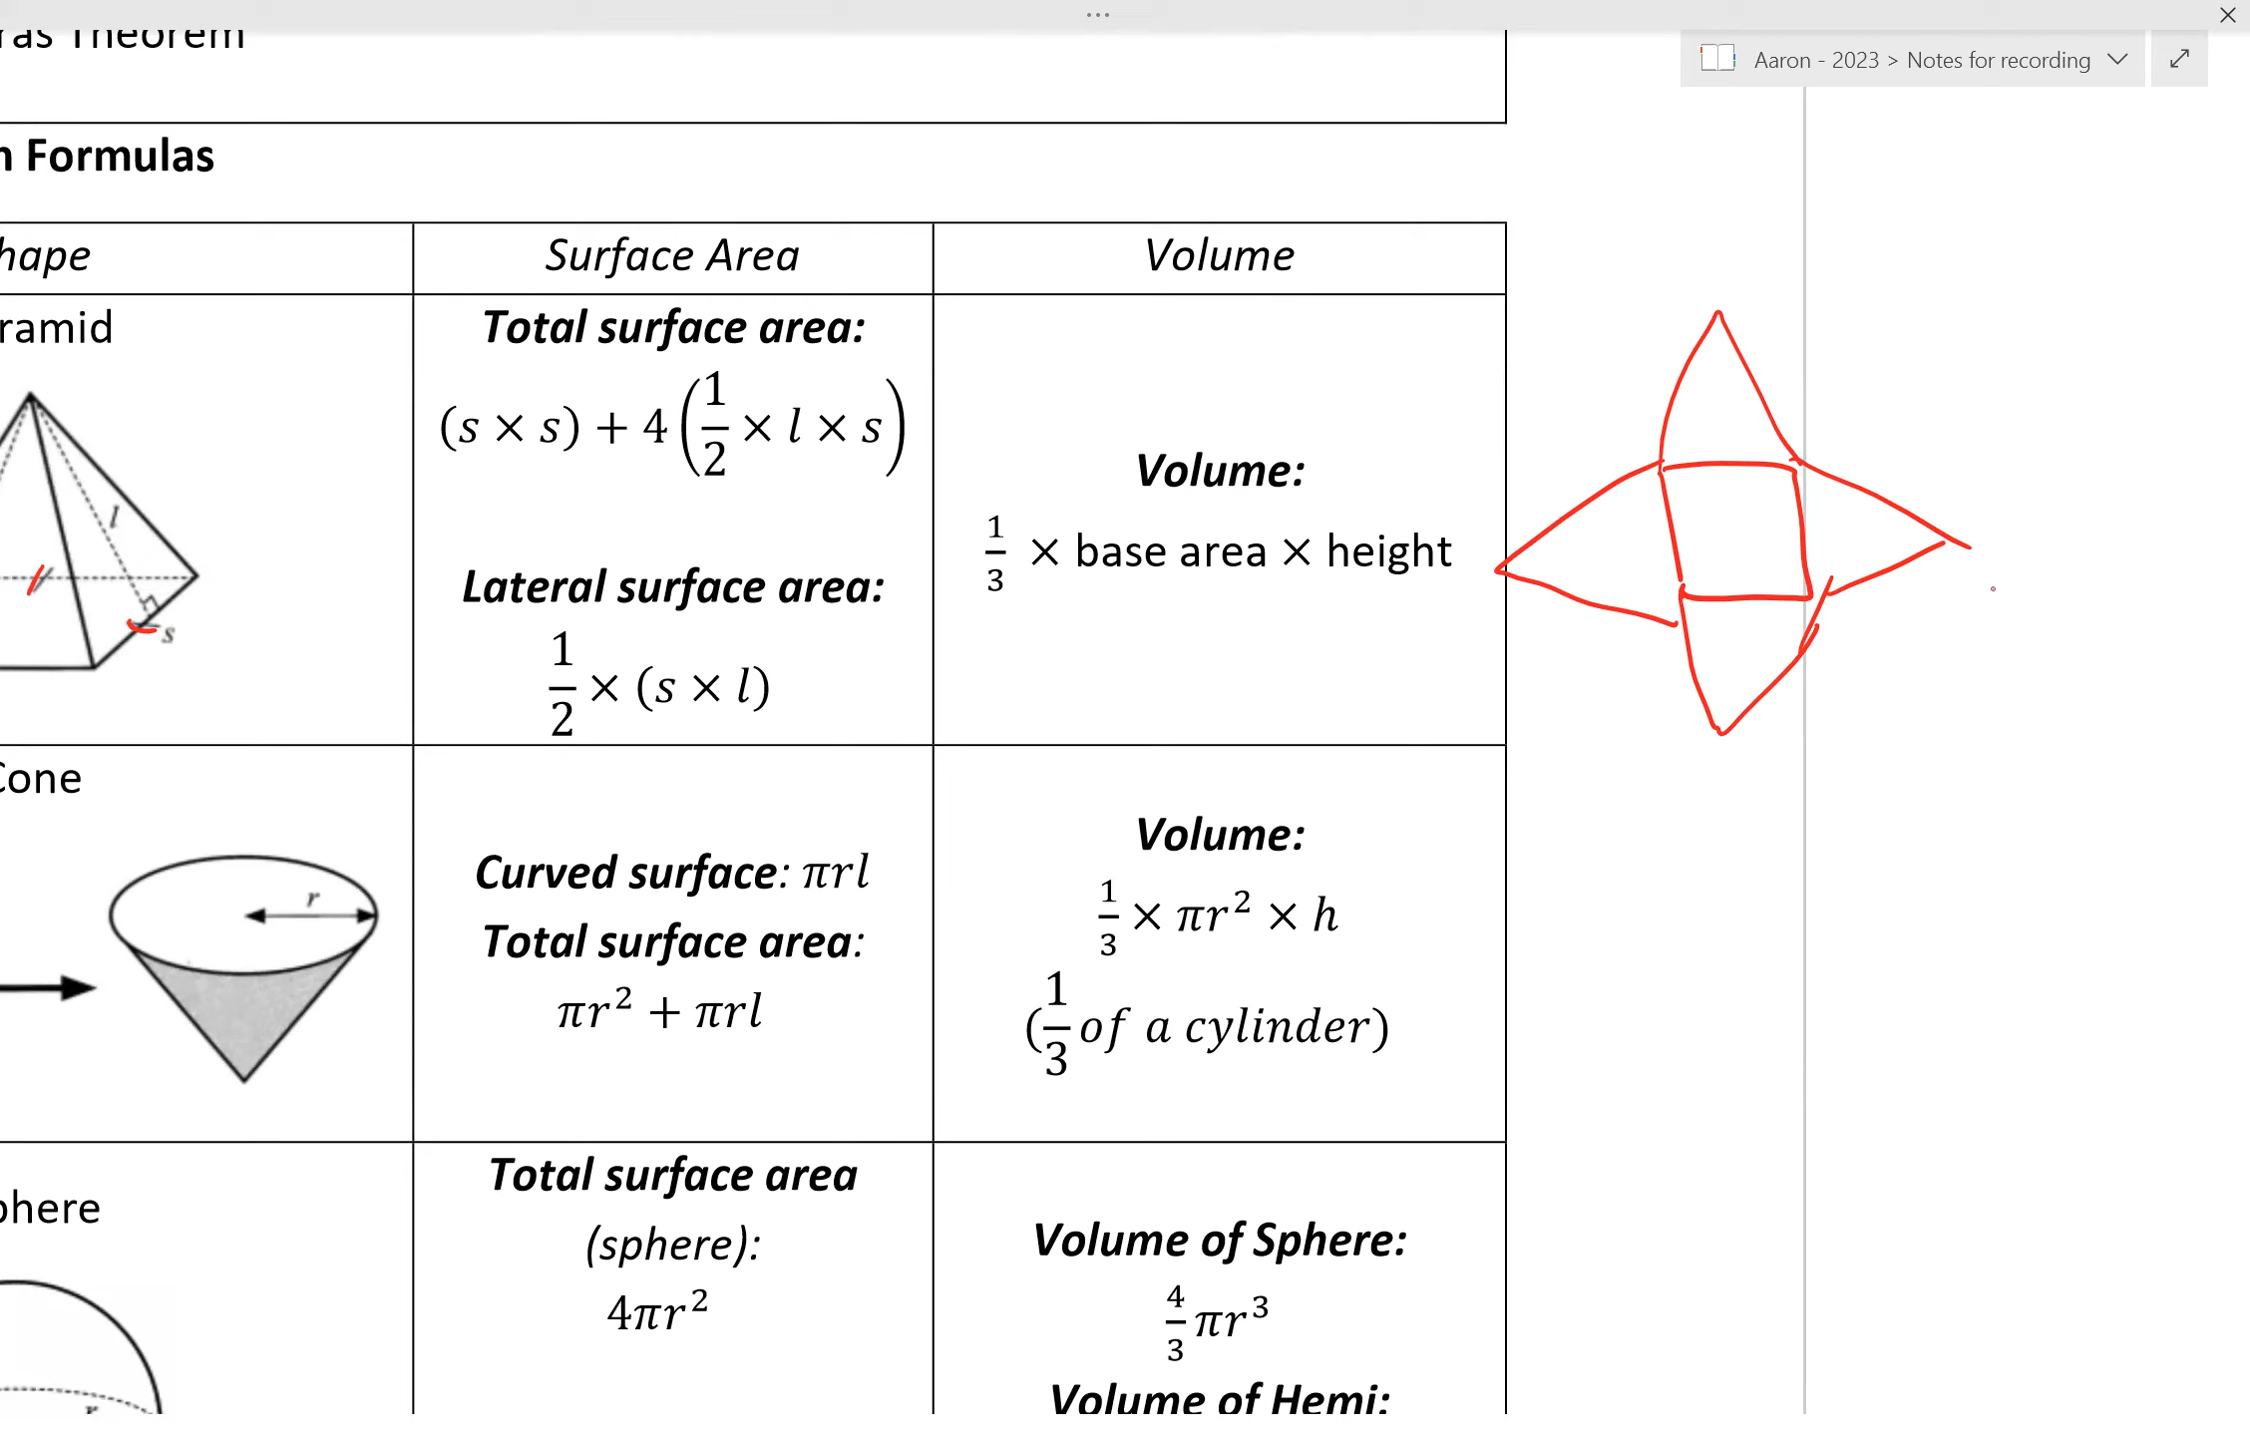 ras Theorem
Aaron - 2023 > Notes for recording
n Formulas
hape
Surface Area
Volume
ramid
l
s
Total surface area:
(s × s) + 4(1/2 × l × s)
Lateral surface area:
1/2 × (s × l)
Volume:
1/3 × base area × height
Cone
r
Curved surface: πrl
Total surface area:
πr² + πrl
Volume:
1/3 × πr² × h
(1/3 of a cylinder)
phere
r
Total surface area
(sphere):
4πr²
Volume of Sphere:
4/3 πr³
Volume of Hemi: